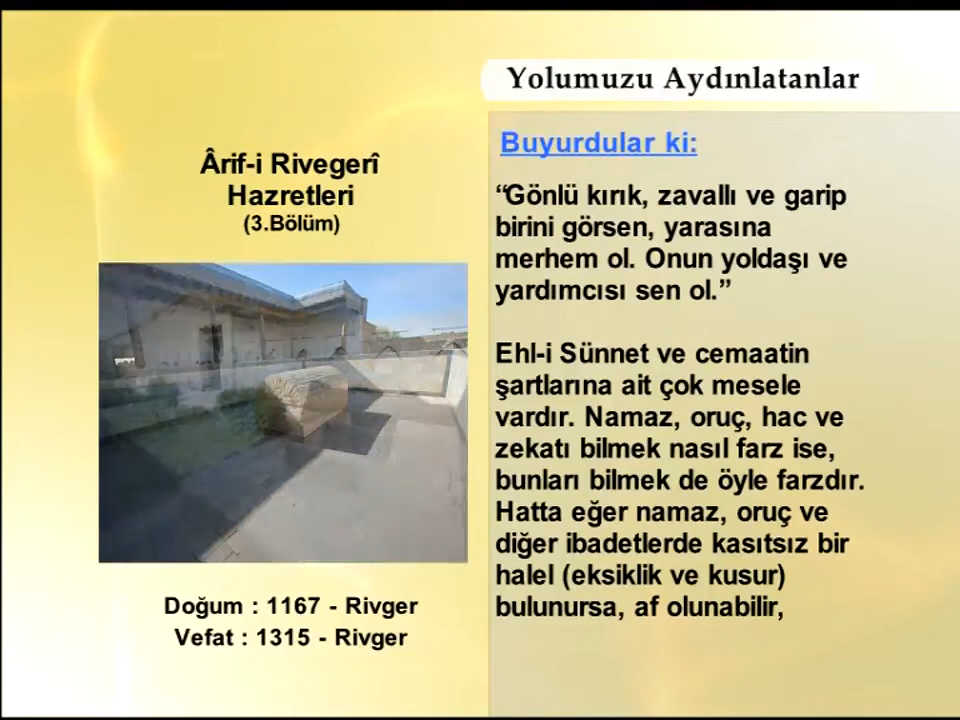 Yolumuzu Aydınlatanlar
Ârif-i Rivegerî
Hazretleri
(3.Bölüm)
Doğum : 1167 - Rivger
Vefat : 1315 - Rivger
Buyurdular ki:
“Gönlü kırık, zavallı ve garip
birini görsen, yarasına
merhem ol. Onun yoldaşı ve
yardımcısı sen ol.”
Ehl-i Sünnet ve cemaatin
şartlarına ait çok mesele
vardır. Namaz, oruç, hac ve
zekatı bilmek nasıl farz ise,
bunları bilmek de öyle farzdır.
Hatta eğer namaz, oruç ve
diğer ibadetlerde kasıtsız bir
halel (eksiklik ve kusur)
bulunursa, af olunabilir,